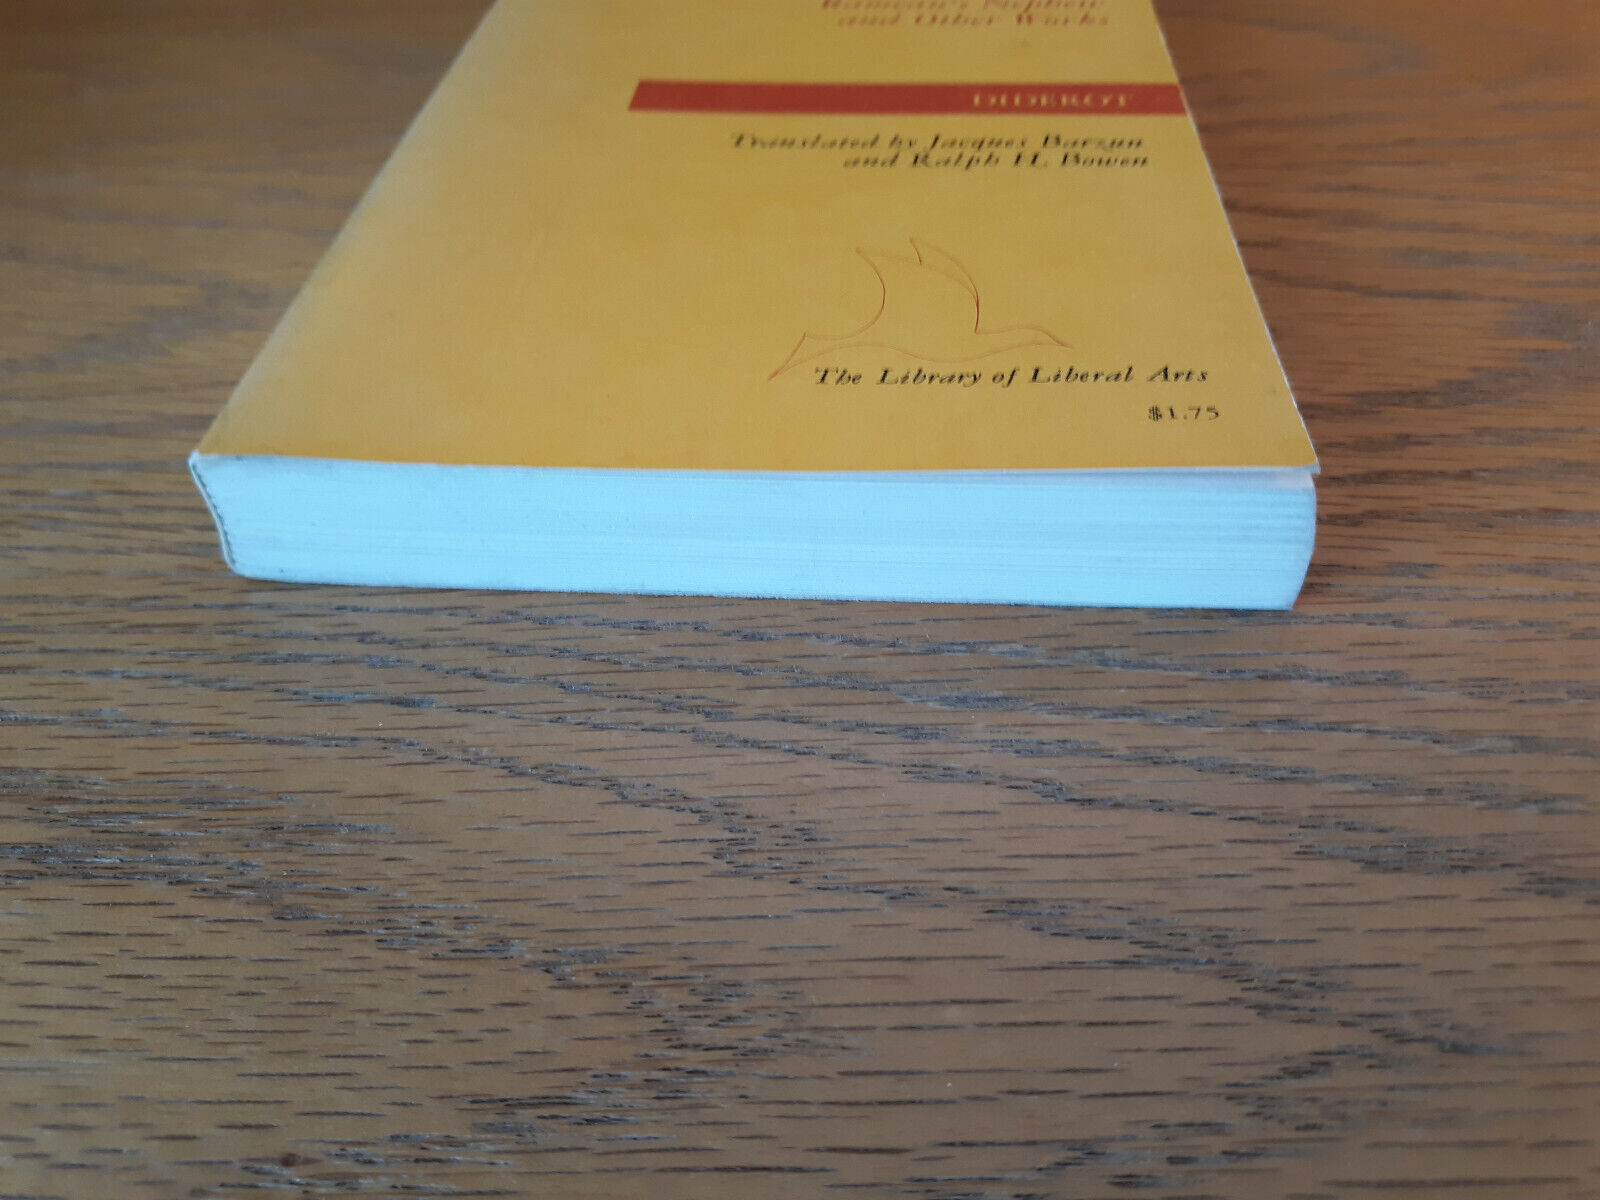 Rameau's Nephew
and Other Works
DIDEROT
Translated by Jacques Barzun
and Ralph H. Bowen
The Library of Liberal Arts
$1.75